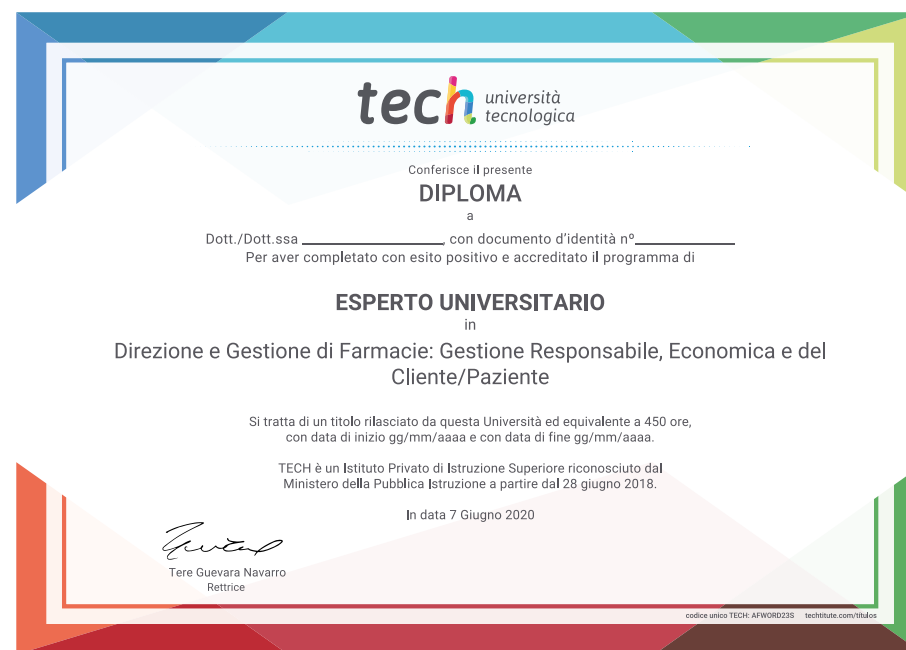 tech università
tecnologica
Conferisce il presente
DIPLOMA
a
Dott./Dott.ssa ____________________, con documento d'identità nº______________
Per aver completato con esito positivo e accreditato il programma di
ESPERTO UNIVERSITARIO
in
Direzione e Gestione di Farmacie: Gestione Responsabile, Economica e del
Cliente/Paziente
Si tratta di un titolo rilasciato da questa Università ed equivalente a 450 ore,
con data di inizio gg/mm/aaaa e con data di fine gg/mm/aaaa.
TECH è un Istituto Privato di Istruzione Superiore riconosciuto dal
Ministero della Pubblica Istruzione a partire dal 28 giugno 2018.
In data 7 Giugno 2020
Tere Guevara Navarro
Rettrice
codice unico TECH: AFWORD23S techtitute.com/titulos